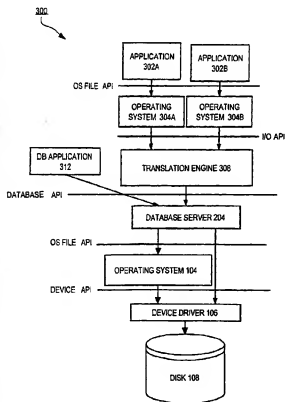 300
APPLICATION
302A
APPLICATION
302B
OS FILE API
OPERATING
SYSTEM 304A
OPERATING
SYSTEM 304B
I/O API
DB APPLICATION
312
TRANSLATION ENGINE 308
DATABASE API
DATABASE SERVER 204
OS FILE API
OPERATING SYSTEM 104
DEVICE API
DEVICE DRIVER 106
DISK 108